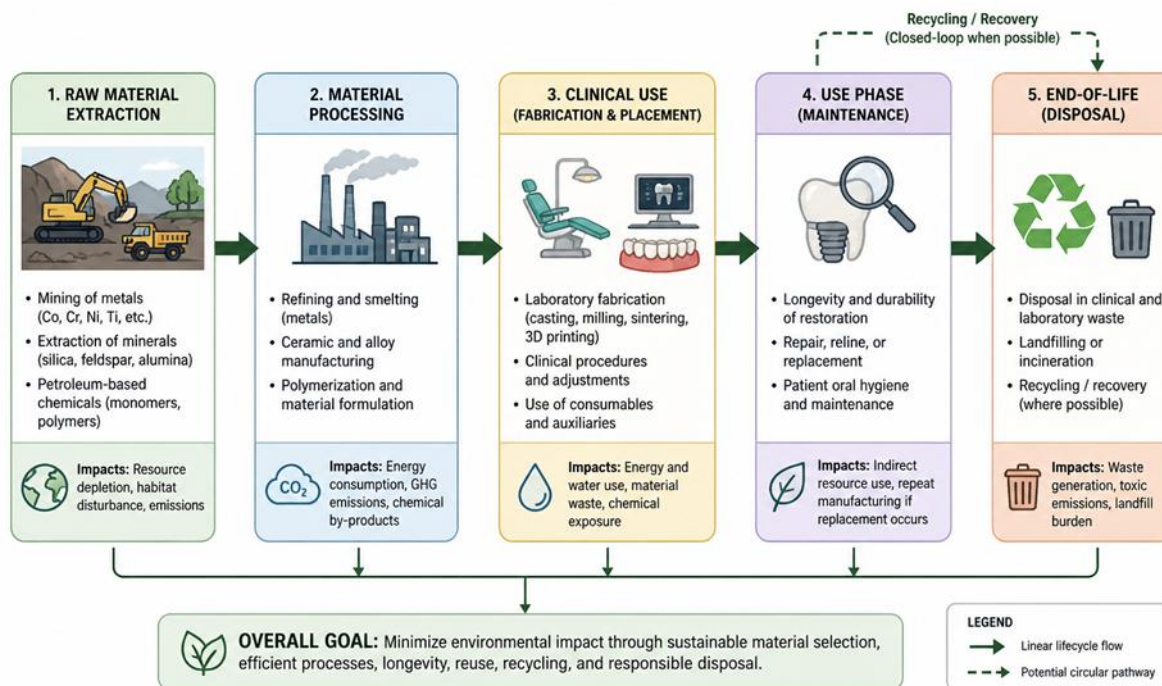 Recycling / Recovery
(Closed-loop when possible)
1. RAW MATERIAL
EXTRACTION
• Mining of metals
(Co, Cr, Ni, Ti, etc.)
• Extraction of minerals
(silica, feldspar, alumina)
• Petroleum-based
chemicals (monomers,
polymers)
Impacts: Resource
depletion, habitat
disturbance, emissions
2. MATERIAL
PROCESSING
• Refining and smelting
(metals)
• Ceramic and alloy
manufacturing
• Polymerization and
material formulation
CO₂
Impacts: Energy
consumption, GHG
emissions, chemical
by-products
3. CLINICAL USE
(FABRICATION & PLACEMENT)
• Laboratory fabrication
(casting, milling, sintering,
3D printing)
• Clinical procedures
and adjustments
• Use of consumables
and auxiliaries
Impacts: Energy and
water use, material
waste, chemical
exposure
4. USE PHASE
(MAINTENANCE)
• Longevity and durability
of restoration
• Repair, reline, or
replacement
• Patient oral hygiene
and maintenance
Impacts: Indirect
resource use, repeat
manufacturing if
replacement occurs
5. END-OF-LIFE
(DISPOSAL)
• Disposal in clinical and
laboratory waste
• Landfilling or
incineration
• Recycling / recovery
(where possible)
Impacts: Waste
generation, toxic
emissions, landfill
burden
OVERALL GOAL: Minimize environmental impact through sustainable material selection,
efficient processes, longevity, reuse, recycling, and responsible disposal.
LEGEND
Linear lifecycle flow
Potential circular pathway